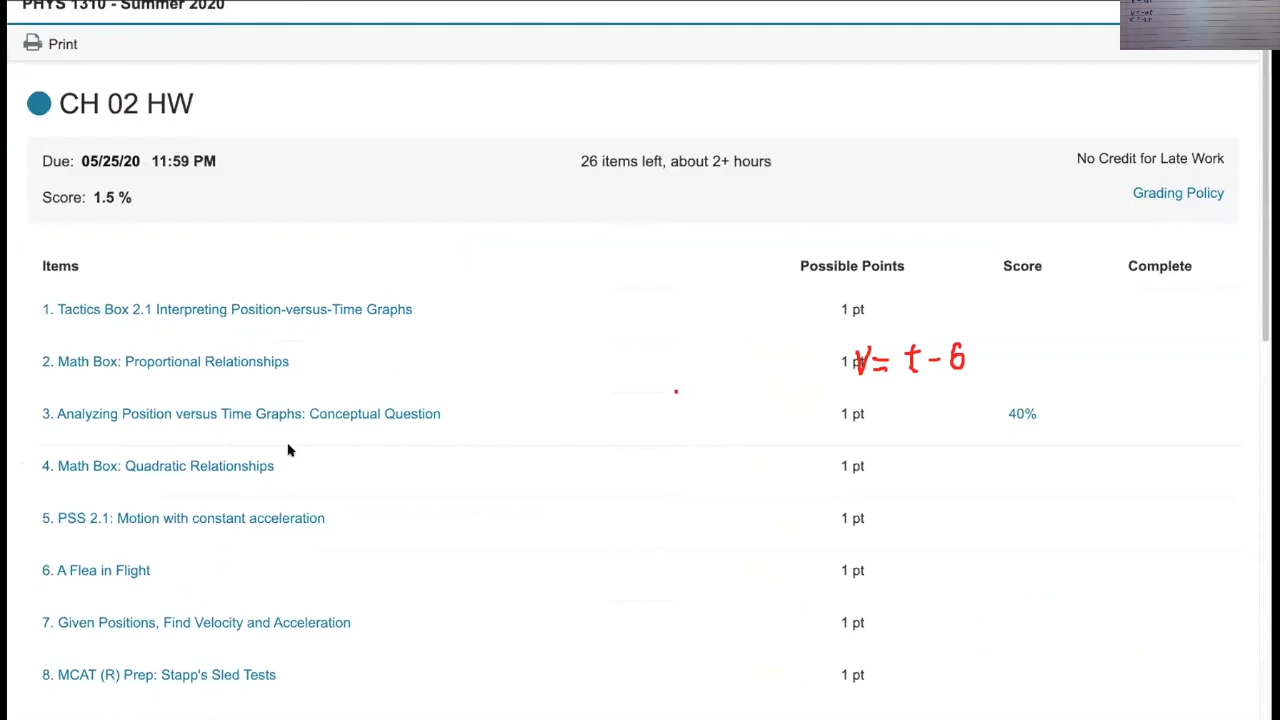 PHYS 1310 - Summer 2020
Print
CH 02 HW
Due: 05/25/20 11:59 PM
26 items left, about 2+ hours
No Credit for Late Work
Score: 1.5 %
Grading Policy
Items Possible Points Score Complete
1. Tactics Box 2.1 Interpreting Position-versus-Time Graphs 1 pt
2. Math Box: Proportional Relationships 1 pt
v = t - 6
3. Analyzing Position versus Time Graphs: Conceptual Question 1 pt 40%
4. Math Box: Quadratic Relationships 1 pt
5. PSS 2.1: Motion with constant acceleration 1 pt
6. A Flea in Flight 1 pt
7. Given Positions, Find Velocity and Acceleration 1 pt
8. MCAT (R) Prep: Stapp's Sled Tests 1 pt